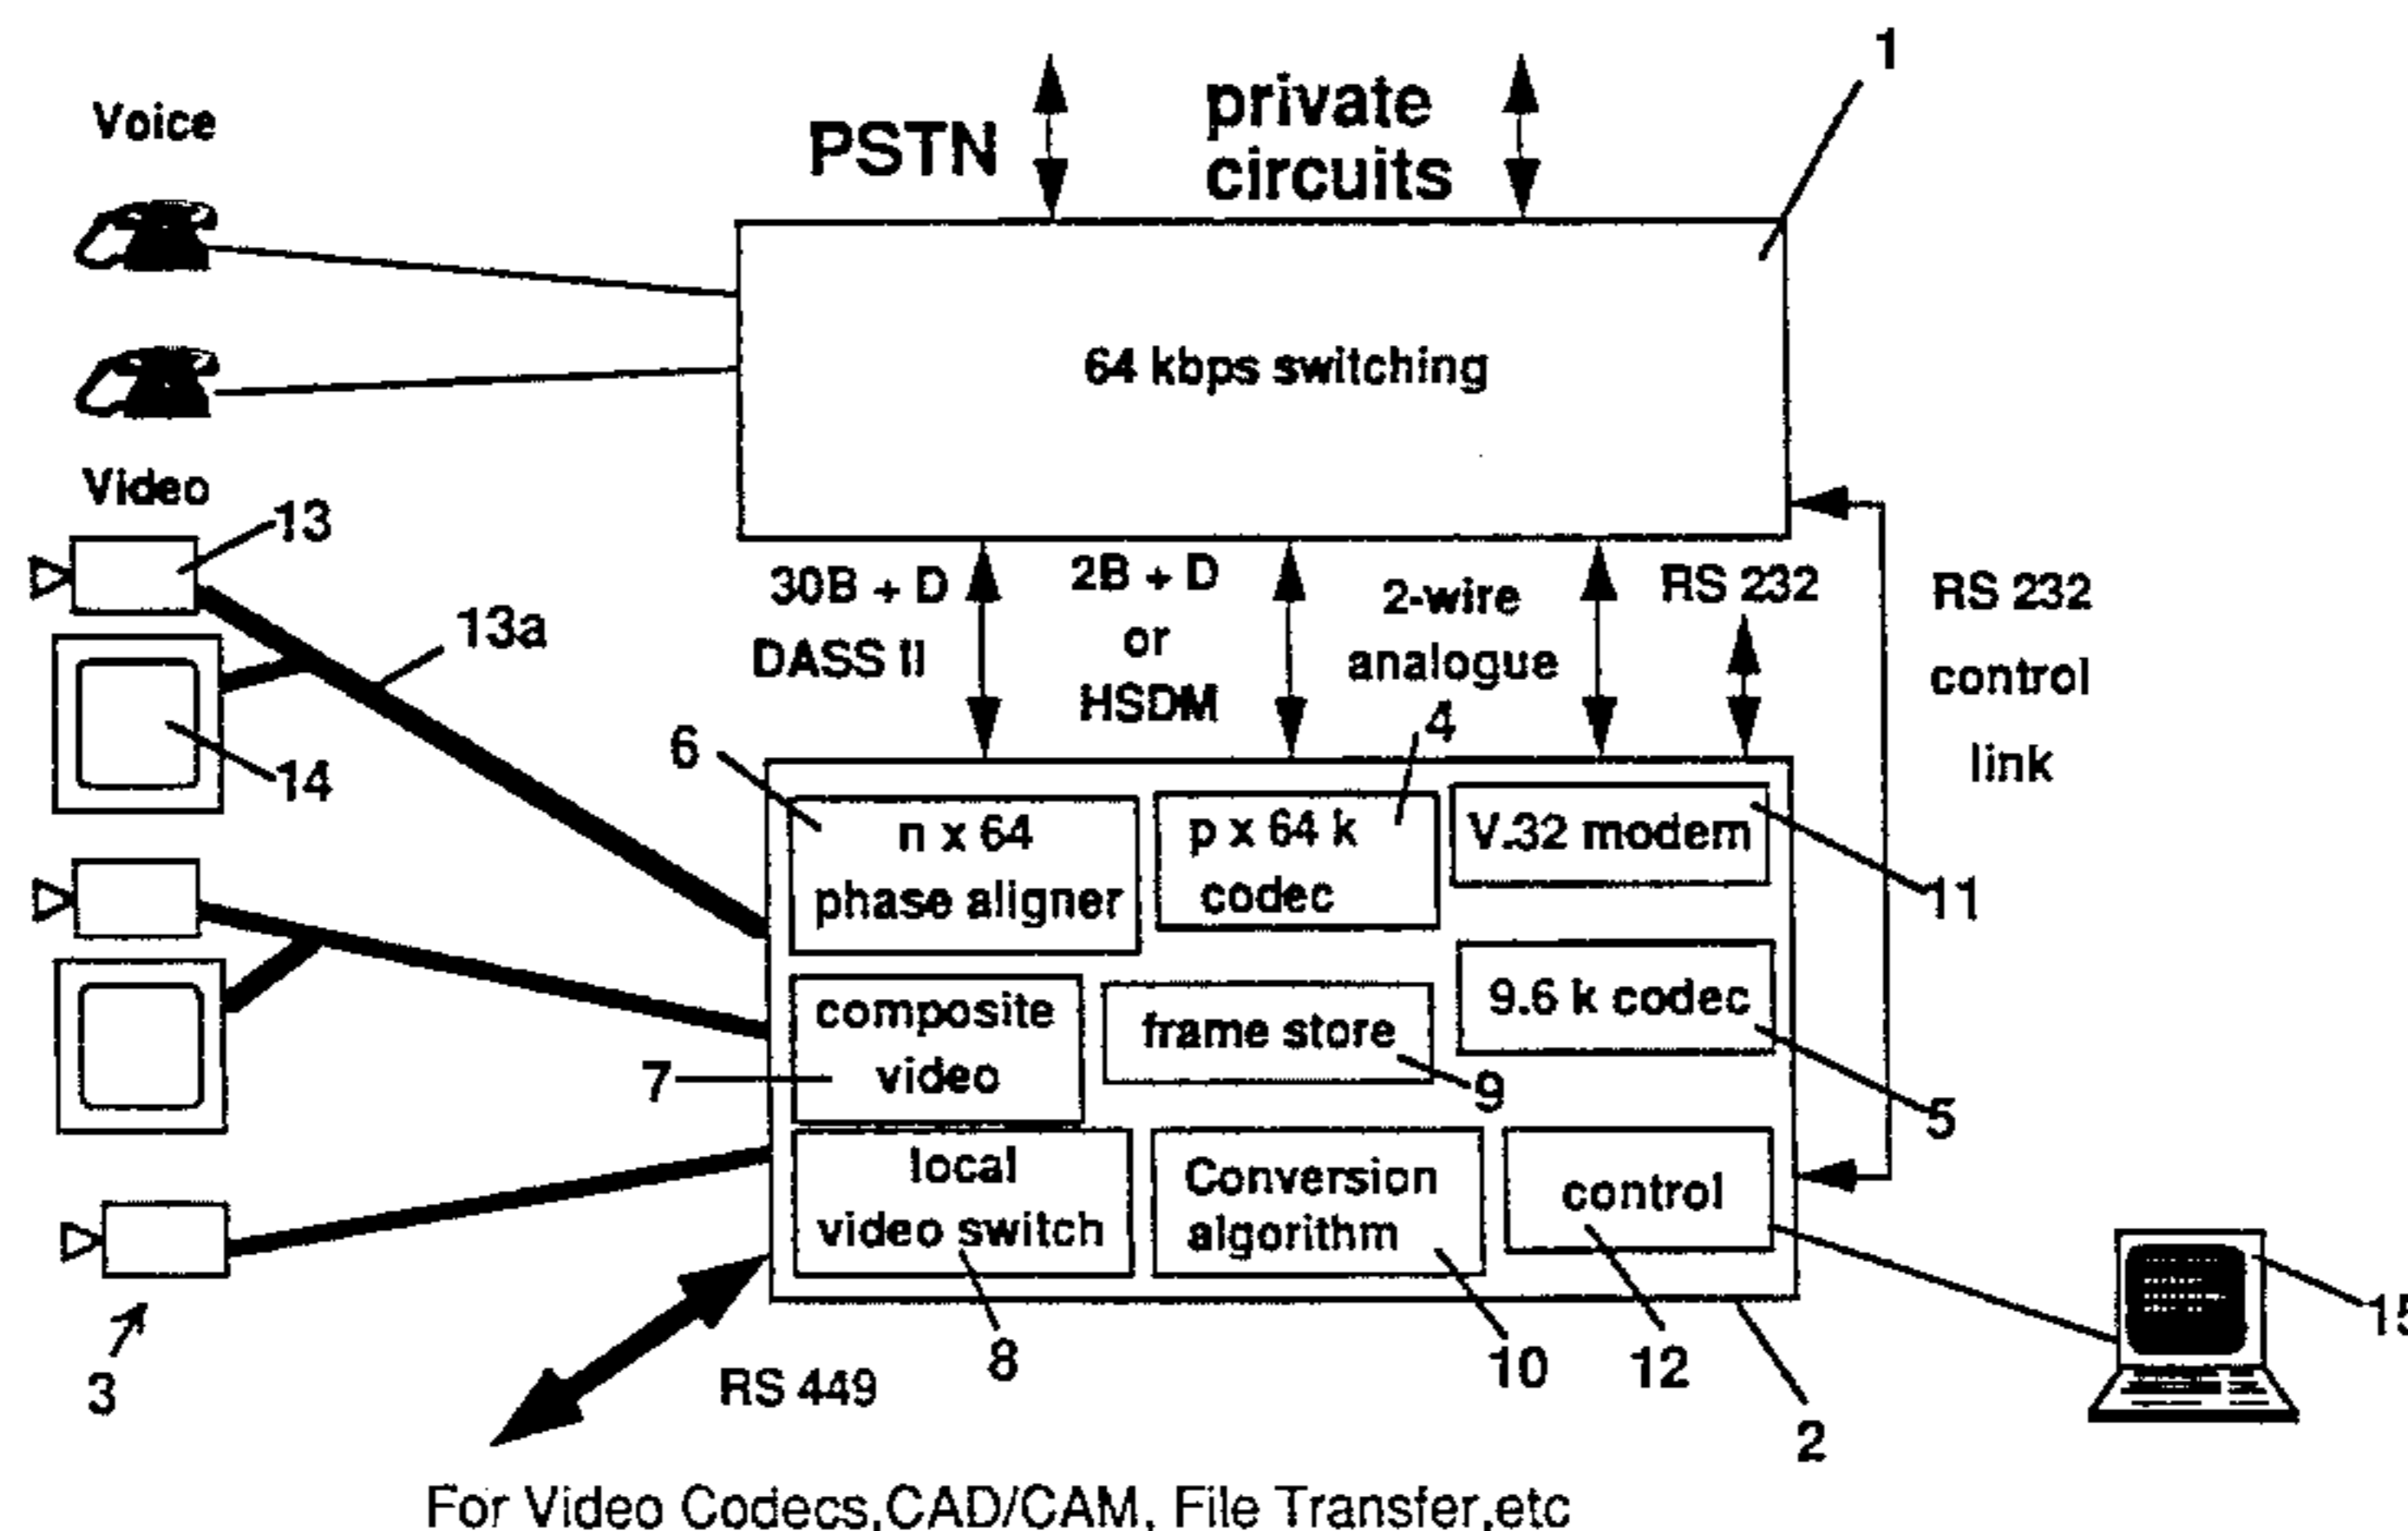 1
Voice
PSTN
private
circuits
64 kbps switching
Video
13
13a
14
30B + D
DASS II
2B + D
or
HSDM
2-wire
analogue
RS 232
RS 232
control
link
6
4
n x 64
phase aligner
p x 64 k
codec
V.32 modem
11
composite
video
7
frame store
9
9.6 k codec
5
local
video switch
Conversion
algorithm
control
3
RS 449
8
10
12
2
15
For Video Codecs,CAD/CAM, File Transfer,etc